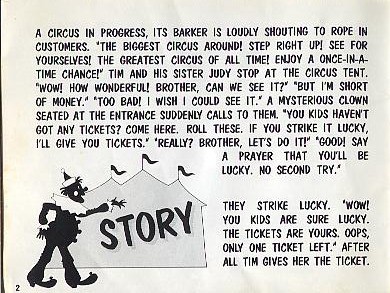 A CIRCUS IN PROGRESS, ITS BARKER IS LOUDLY SHOUTING TO ROPE IN
CUSTOMERS. "THE BIGGEST CIRCUS AROUND! STEP RIGHT UP! SEE FOR
YOURSELVES! THE GREATEST CIRCUS OF ALL TIME! ENJOY A ONCE-IN-A-
TIME CHANCE!" TIM AND HIS SISTER JUDY STOP AT THE CIRCUS TENT.
"WOW! HOW WONDERFUL! BROTHER, CAN WE SEE IT?" "BUT I'M SHORT
OF MONEY." "TOO BAD! I WISH I COULD SEE IT." A MYSTERIOUS CLOWN
SEATED AT THE ENTRANCE SUDDENLY CALLS TO THEM. "YOU KIDS HAVEN'T
GOT ANY TICKETS? COME HERE. ROLL THESE. IF YOU STRIKE IT LUCKY,
I'LL GIVE YOU TICKETS." "REALLY? BROTHER, LET'S DO IT!" "GOOD! SAY
A PRAYER THAT YOU'LL BE
LUCKY. NO SECOND TRY."
THEY STRIKE LUCKY. "WOW!
YOU KIDS ARE SURE LUCKY.
THE TICKETS ARE YOURS. OOPS,
ONLY ONE TICKET LEFT." AFTER
ALL TIM GIVES HER THE TICKET.
STORY
2